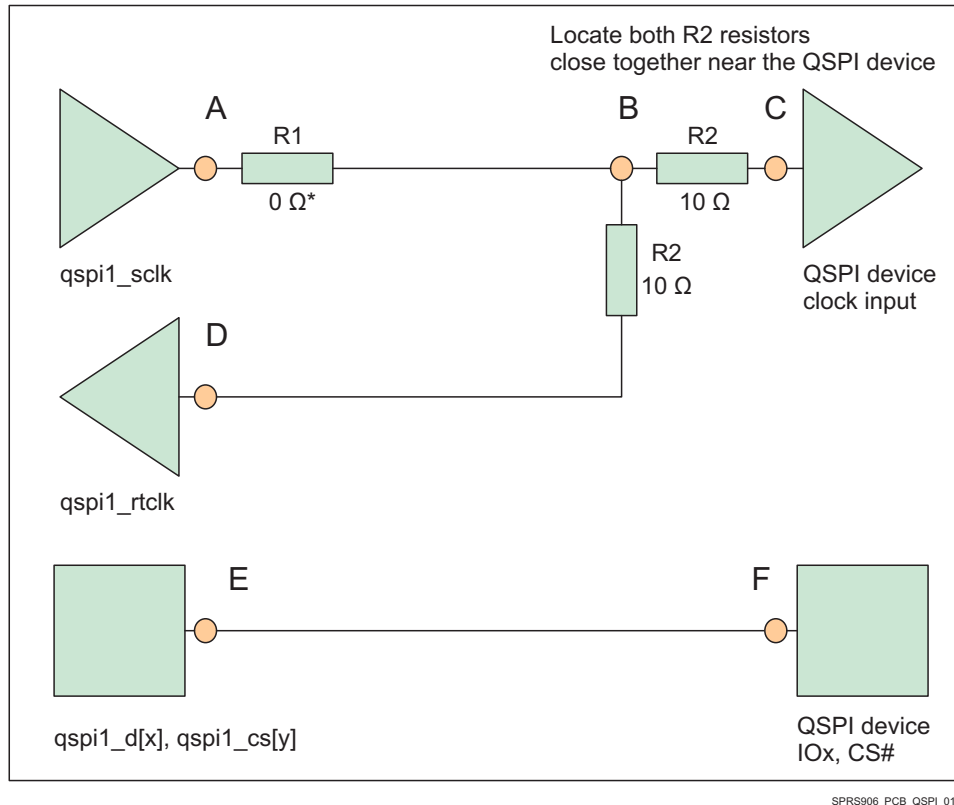 Locate both R2 resistors
close together near the QSPI device
A
B
C
R1
R2
0 Ω*
10 Ω
R2
10 Ω
qspi1_sclk
QSPI device
clock input
D
qspi1_rtclk
E
F
qspi1_d[x], qspi1_cs[y]
QSPI device
IOx, CS#
SPRS906_PCB_QSPI_01